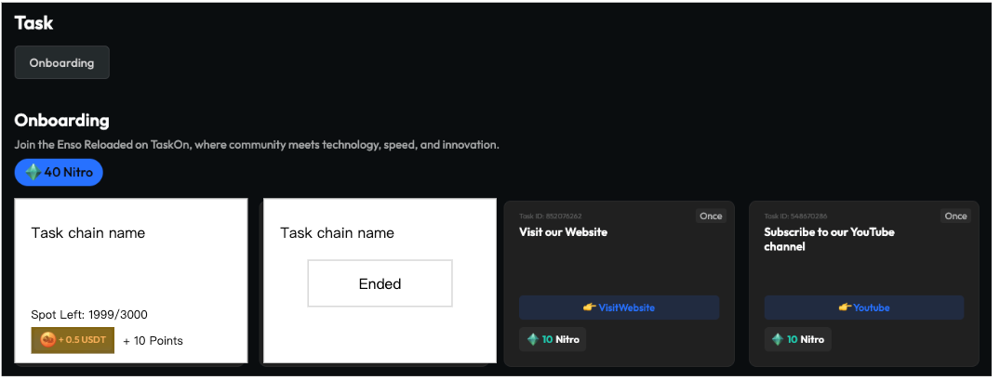 Task
Onboarding
Onboarding
Join the Enso Reloaded on TaskOn, where community meets technology, speed, and innovation.
40 Nitro
Task chain name
Spot Left: 1999/3000
+ 0.5 USDT + 10 Points
Task chain name
Ended
Task ID: 852076262 Once
Visit our Website
VisitWebsite
10 Nitro
Task ID: 548670286 Once
Subscribe to our YouTube
channel
Youtube
10 Nitro